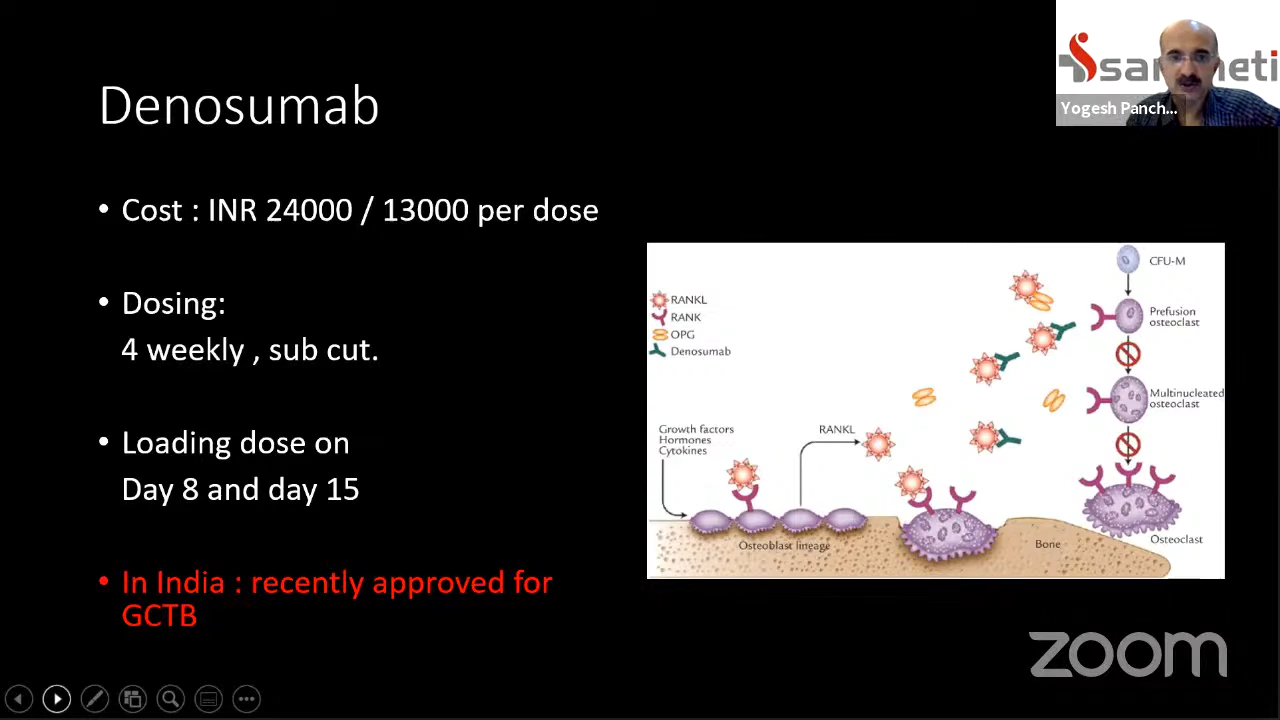 Denosumab
• Cost : INR 24000 / 13000 per dose
• Dosing:
4 weekly , sub cut.
• Loading dose on
Day 8 and day 15
• In India : recently approved for
GCTB
RANKL
RANK
OPG
Denosumab
Growth factors
Hormones
Cytokines
RANKL
Osteoblast lineage
Bone
CFU-M
Prefusion
osteoclast
Multinucleated
osteoclast
Osteoclast
Yogesh Panch...
zoom